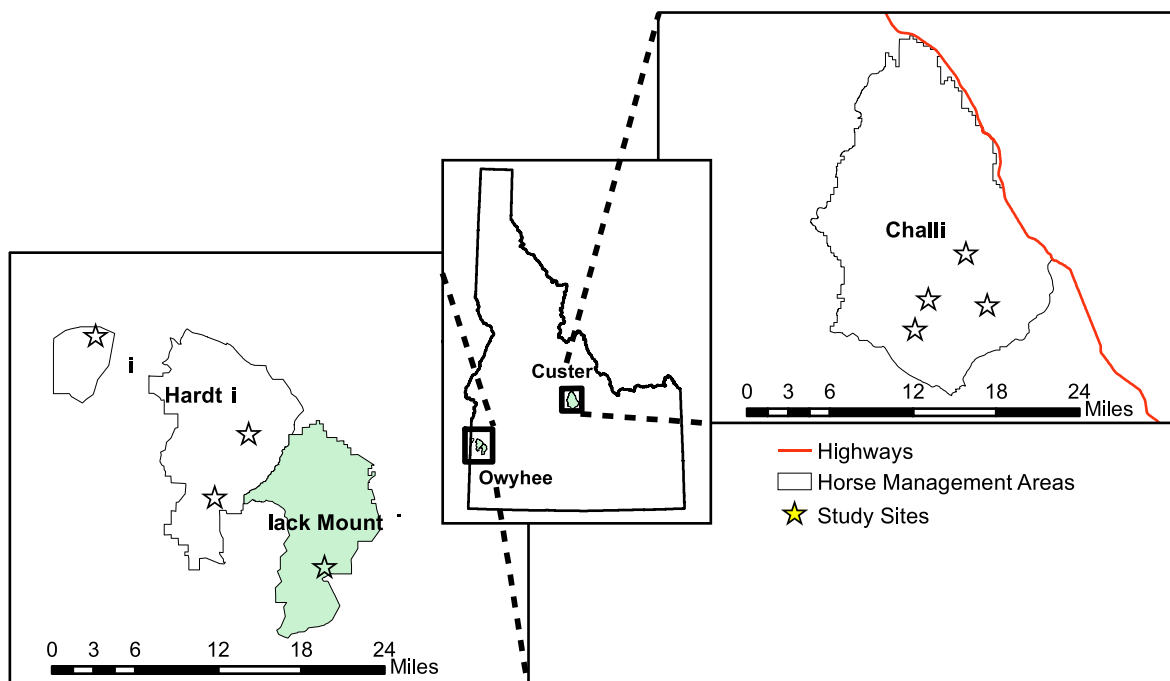 Challi
0 3 6 12 18 24
Miles
Custer
Owyhee
i
Hardt i
lack Mount
0 3 6 12 18 24
Miles
Highways
Horse Management Areas
Study Sites